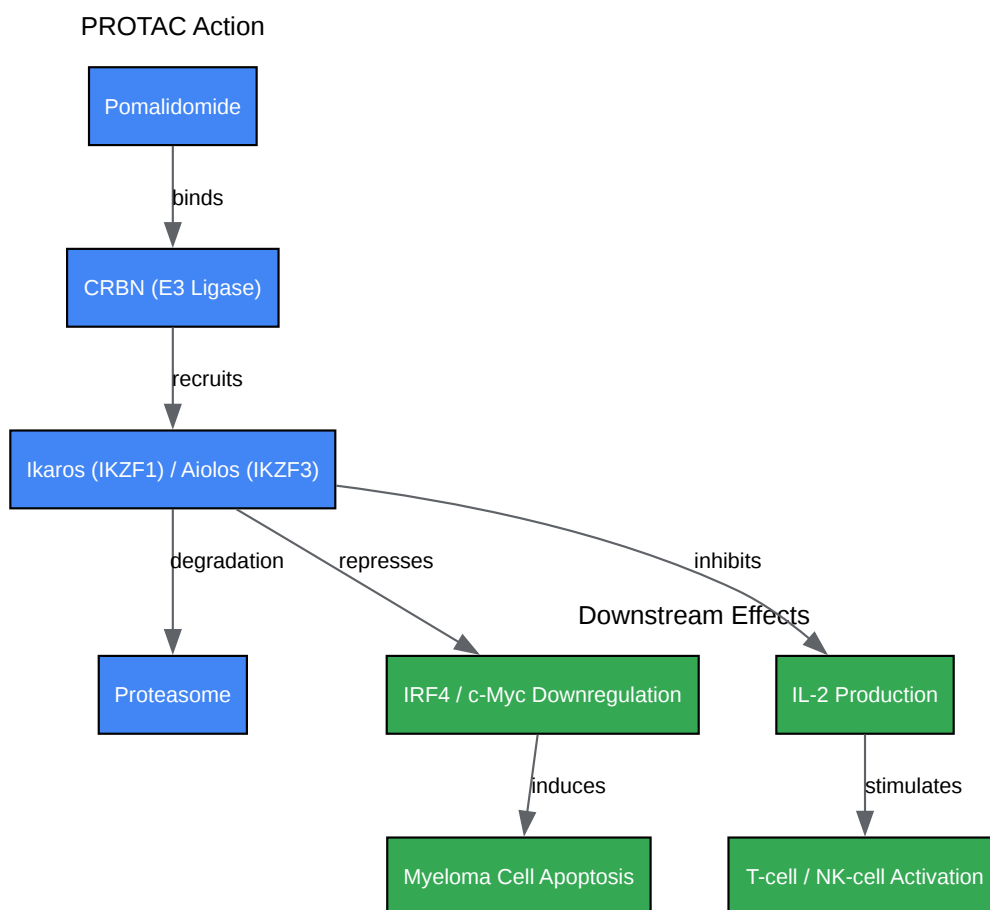 PROTAC Action
Pomalidomide
binds
CRBN (E3 Ligase)
recruits
Ikaros (IKZF1) / Aiolos (IKZF3)
degradation
represses
inhibits
Downstream Effects
Proteasome
IRF4 / c-Myc Downregulation
IL-2 Production
induces
stimulates
Myeloma Cell Apoptosis
T-cell / NK-cell Activation